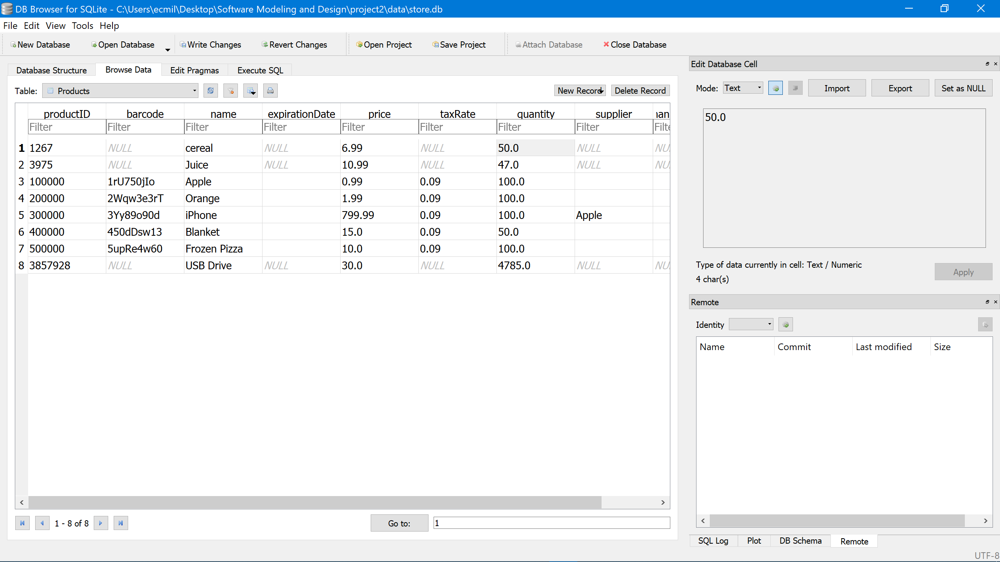 DB Browser for SQLite - C:\Users\ecmil\Desktop\Software Modeling and Design\project2\data\store.db
File Edit View Tools Help
New Database Open Database Write Changes Revert Changes Open Project Save Project Attach Database Close Database
Database Structure Browse Data Edit Pragmas Execute SQL
Table: Products New Record Delete Record
productID barcode name expirationDate price taxRate quantity supplier
Filter Filter Filter Filter Filter Filter Filter Filter
1 1267 NULL cereal NULL 6.99 NULL 50.0 NULL
2 3975 NULL Juice NULL 10.99 NULL 47.0 NULL
3 100000 1rU750jIo Apple 0.99 0.09 100.0
4 200000 2Wqw3e3rT Orange 1.99 0.09 100.0
5 300000 3Yy89o90d iPhone 799.99 0.09 100.0 Apple
6 400000 450dDsw13 Blanket 15.0 0.09 50.0
7 500000 5upRe4w60 Frozen Pizza 10.0 0.09 100.0
8 3857928 NULL USB Drive NULL 30.0 NULL 4785.0 NULL
1 - 8 of 8 Go to: 1
Edit Database Cell
Mode: Text Import Export Set as NULL
50.0
Type of data currently in cell: Text / Numeric
4 char(s)
Apply
Remote
Identity
Name Commit Last modified Size
SQL Log Plot DB Schema Remote
UTF-8